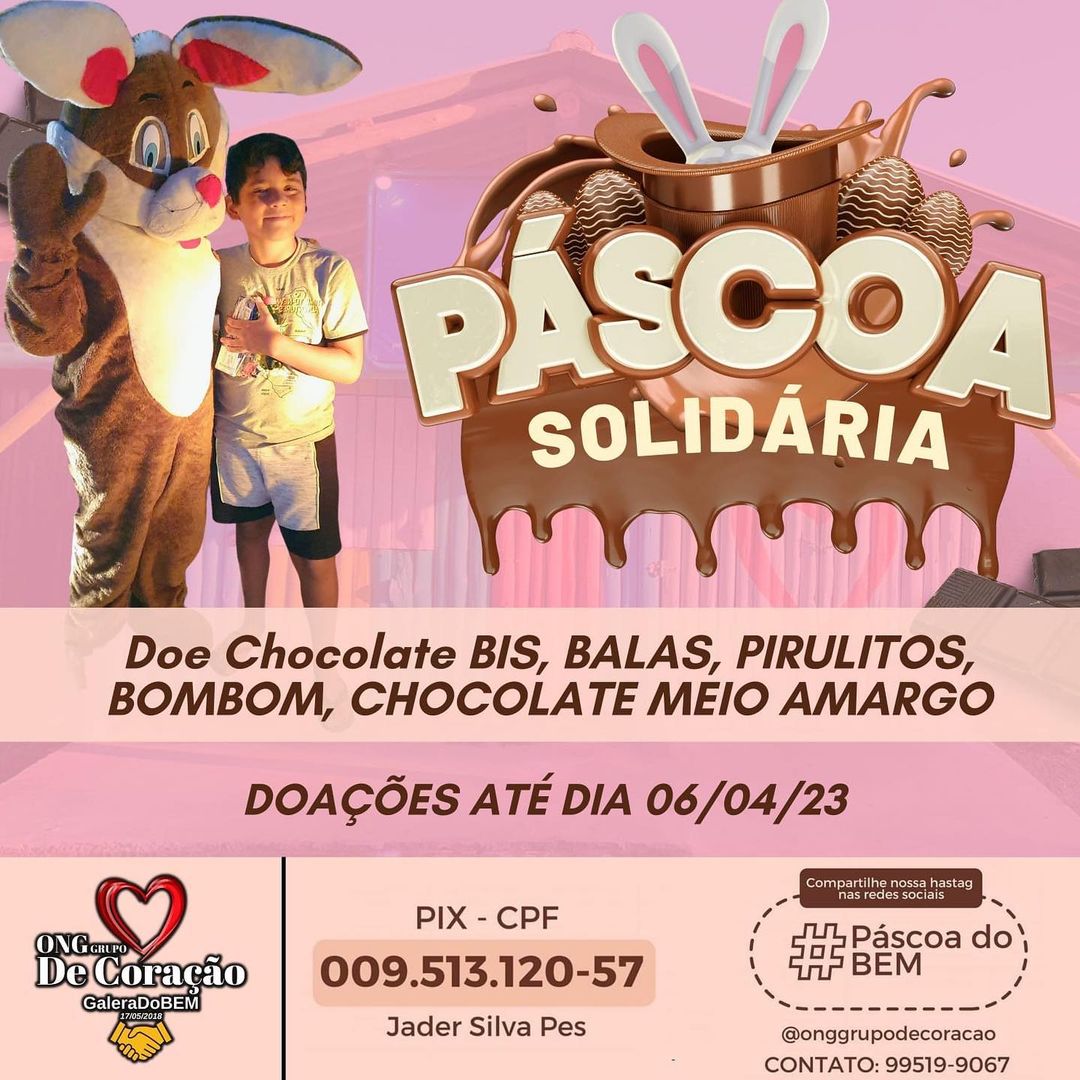 PÁSCOA
SOLIDÁRIA
Doe Chocolate BIS, BALAS, PIRULITOS,
BOMBOM, CHOCOLATE MEIO AMARGO
DOAÇÕES ATÉ DIA 06/04/23
ONG GRUPO
De Coração
GaleraDoBEM
17/05/2018
PIX - CPF
009.513.120-57
Jader Silva Pes
Compartilhe nossa hastag
nas redes sociais
#Páscoa do
BEM
@onggrupodecoracao
CONTATO: 99519-9067